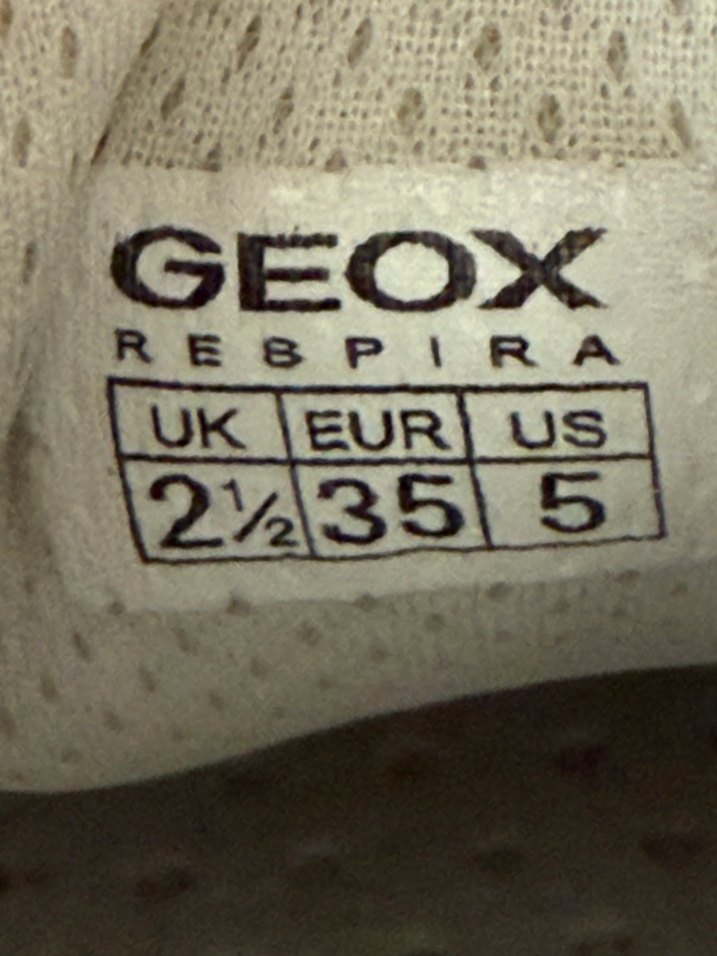 GEOX
RESPIRA
UK EUR US
2½ 35 5